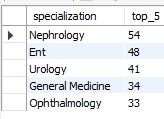 specialization top_5
Nephrology 54
Ent 48
Urology 41
General Medicine 34
Ophthalmology 33